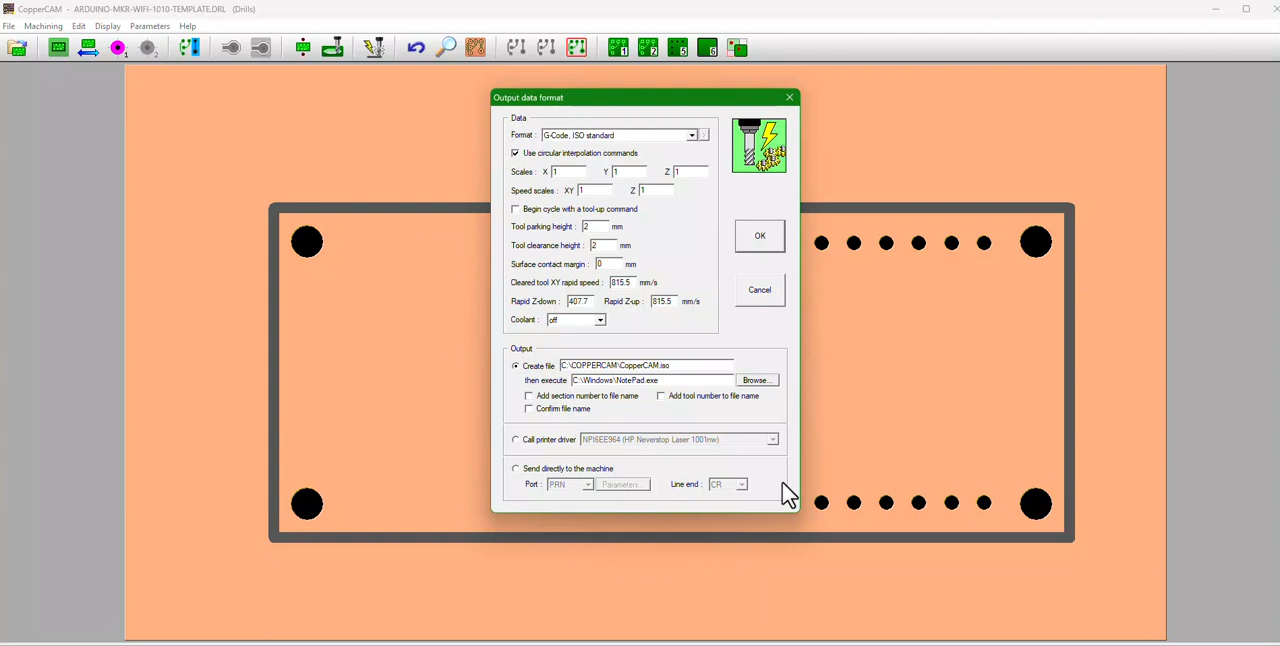 CopperCAM - ARDUINO-MKR-WIFI-1010-TEMPLATE.DRL (Drills)
File Machining Edit Display Parameters Help
1 2 1 2 5 6
Output data format
Data
Format : G-Code, ISO standard
Use circular interpolation commands
Scales : X 1 Y 1 Z 1
Speed scales : XY 1 Z 1
Begin cycle with a tool-up command
Tool parking height : 2 mm
Tool clearance height : 2 mm
Surface contact margin : 0 mm
Cleared tool XY rapid speed : 815.5 mm/s
Rapid Z-down : 407.7 Rapid Z-up : 815.5 mm/s
Coolant : off
OK
Cancel
Output
Create file C:\COPPERCAM\CopperCAM.iso
then execute C:\Windows\NotePad.exe Browse...
Add section number to file name Add tool number to file name
Confirm file name
Call printer driver NPI6EE964 (HP Neverstop Laser 1001nw)
Send directly to the machine
Port : PRN Parameters... Line end : CR